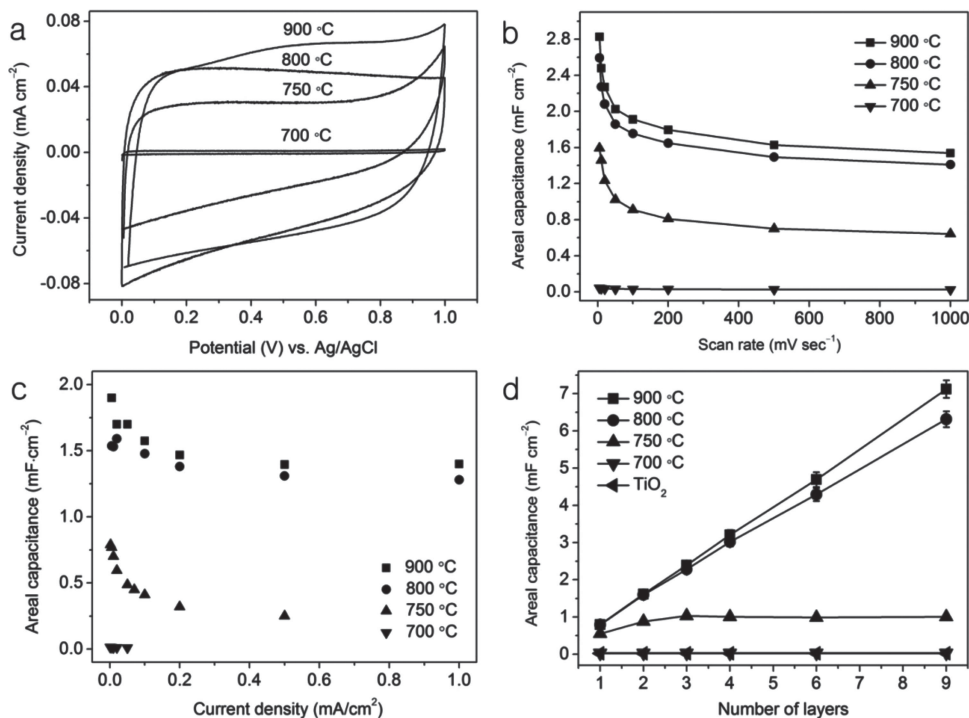 a
0.08
0.04
0.00
-0.04
-0.08
Current density (mA cm⁻²)
900 °C
800 °C
750 °C
700 °C
0.0 0.2 0.4 0.6 0.8 1.0
Potential (V) vs. Ag/AgCl
b
2.8
2.4
2.0
1.6
1.2
0.8
0.4
0.0
Areal capacitance (mF cm⁻²)
900 °C
800 °C
750 °C
700 °C
0 200 400 600 800 1000
Scan rate (mV sec⁻¹)
c
2.0
1.5
1.0
0.5
0.0
Areal capacitance (mF·cm⁻²)
900 °C
800 °C
750 °C
700 °C
0.0 0.2 0.4 0.6 0.8 1.0
Current density (mA/cm²)
d
7
6
5
4
3
2
1
0
Areal capacitance (mF cm⁻²)
900 °C
800 °C
750 °C
700 °C
TiO₂
1 2 3 4 5 6 7 8 9
Number of layers